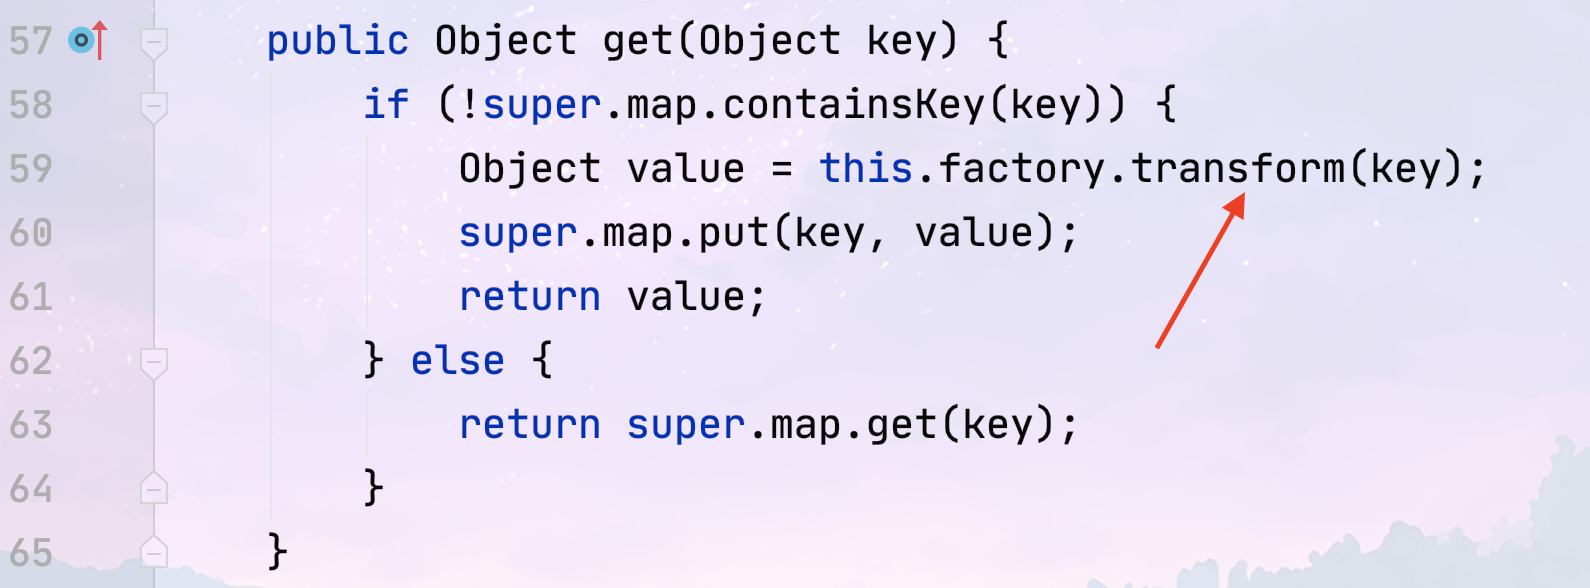 57 public Object get(Object key) {
58 if (!super.map.containsKey(key)) {
59 Object value = this.factory.transform(key);
60 super.map.put(key, value);
61 return value;
62 } else {
63 return super.map.get(key);
64 }
65 }